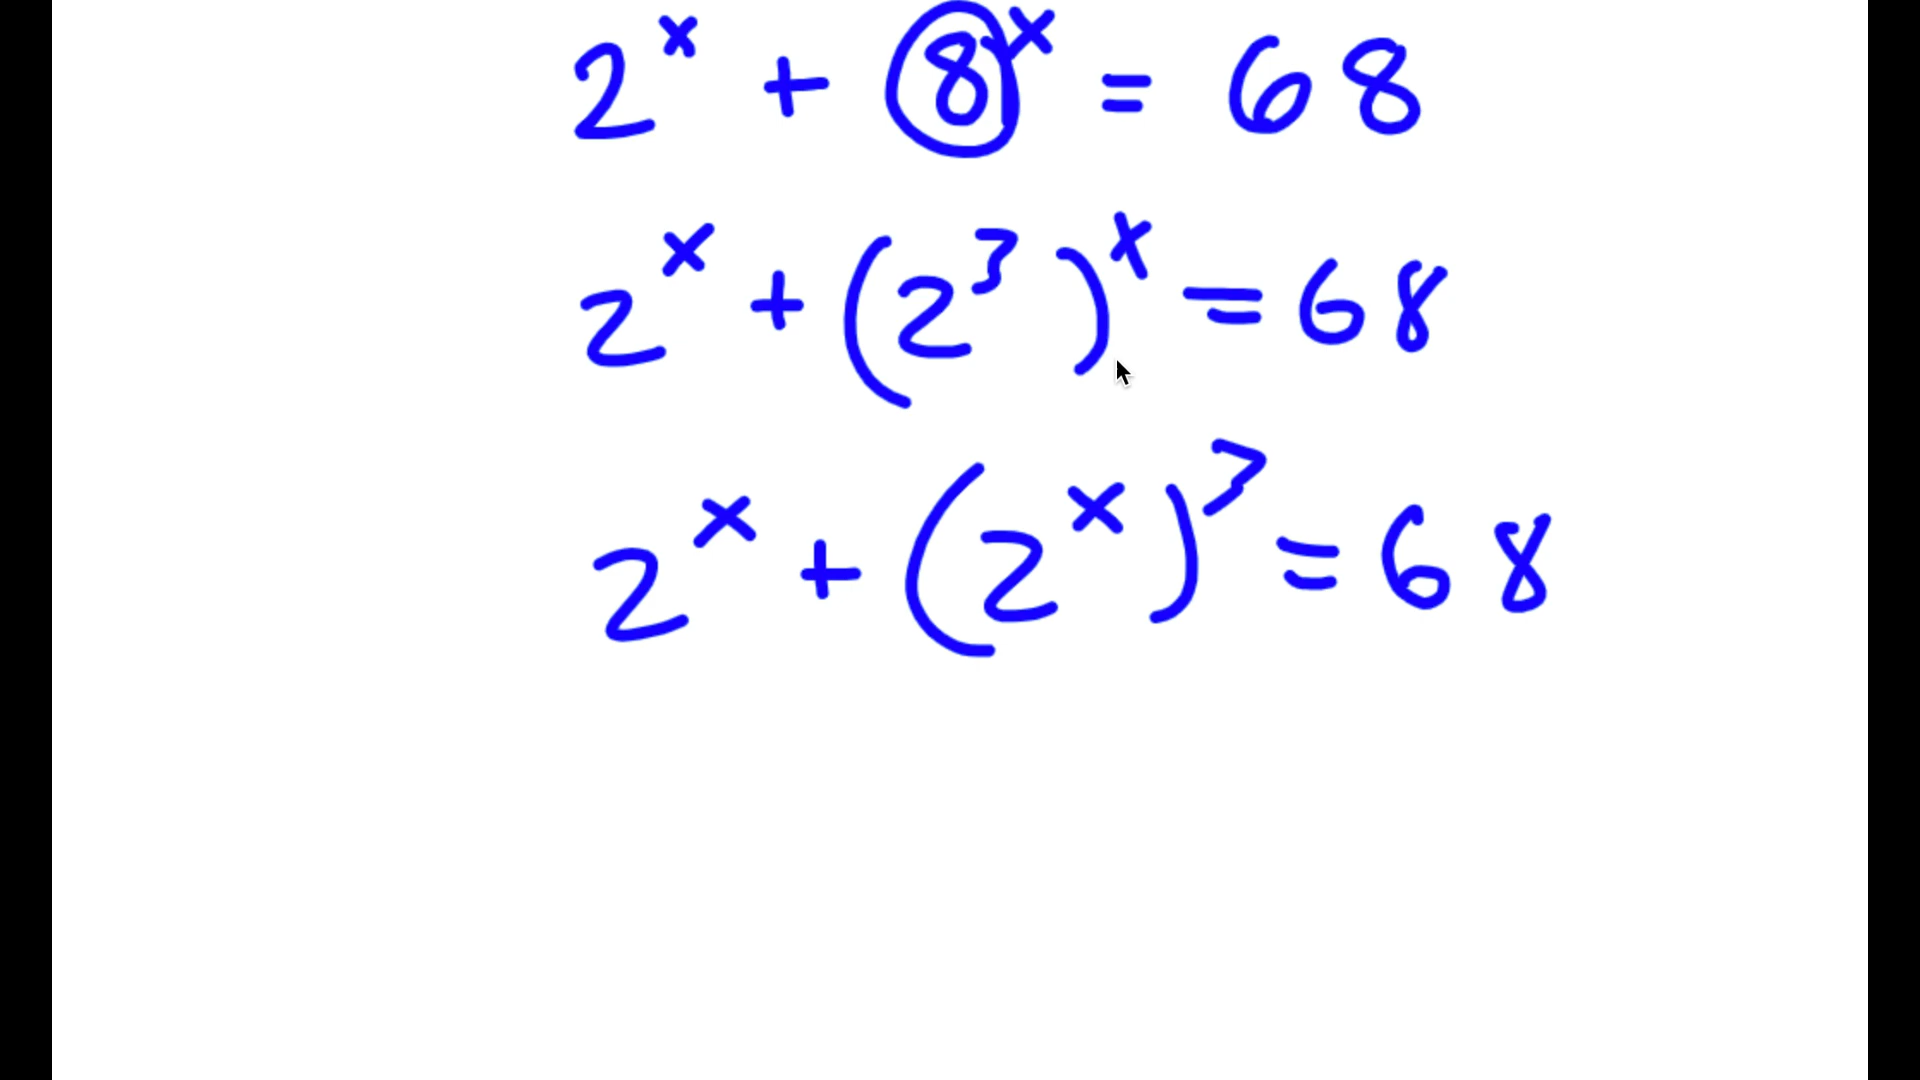 2^x + 8^x = 68
2^x + (2^3)^x = 68
2^x + (2^x)^3 = 68